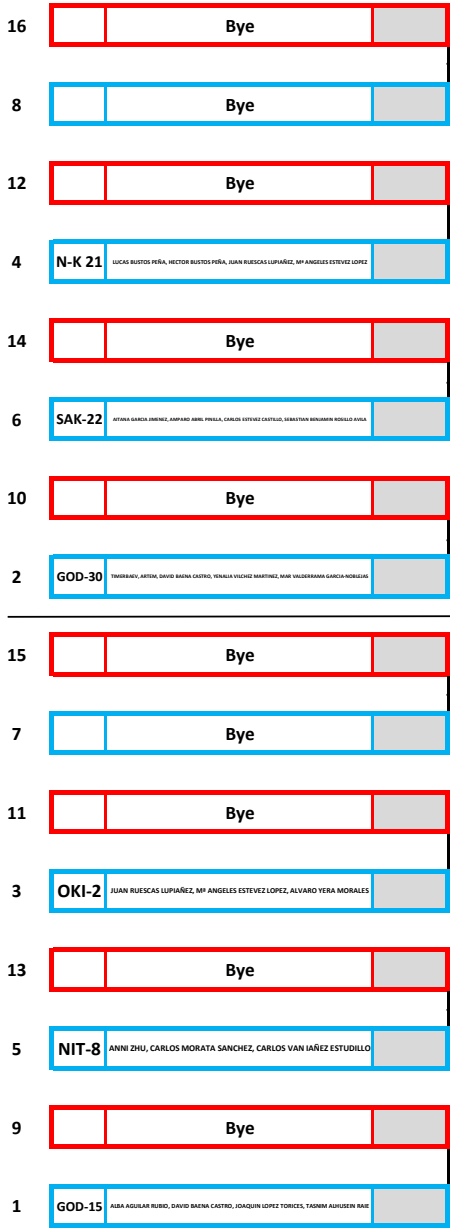 16 Bye
8 Bye
12 Bye
4 N-K 21 LUCAS BUSTOS PEÑA, HECTOR BUSTOS PEÑA, JUAN RUESCAS LUPIAÑEZ, Mª ANGELES ESTEVEZ LOPEZ
14 Bye
6 SAK-22 AITANA GARCIA JIMENEZ, AMPARO ABRIL PINILLA, CARLOS ESTEVEZ CASTILLO, SEBASTIAN BENJAMIN ROSILLO AVILA
10 Bye
2 GOD-30 TIMERBAEV, ARTEM, DAVID BAENA CASTRO, YENALIA VILCHEZ MARTINEZ, MAR VALDERRAMA GARCIA-NOBLEJAS
15 Bye
7 Bye
11 Bye
3 OKI-2 JUAN RUESCAS LUPIAÑEZ, Mª ANGELES ESTEVEZ LOPEZ, ALVARO YERA MORALES
13 Bye
5 NIT-8 ANNI ZHU, CARLOS MORATA SANCHEZ, CARLOS VAN IAÑEZ ESTUDILLO
9 Bye
1 GOD-15 ALBA AGUILAR RUBIO, DAVID BAENA CASTRO, JOAQUIN LOPEZ TORICES, TASNIM ALHUSEIN RAIE